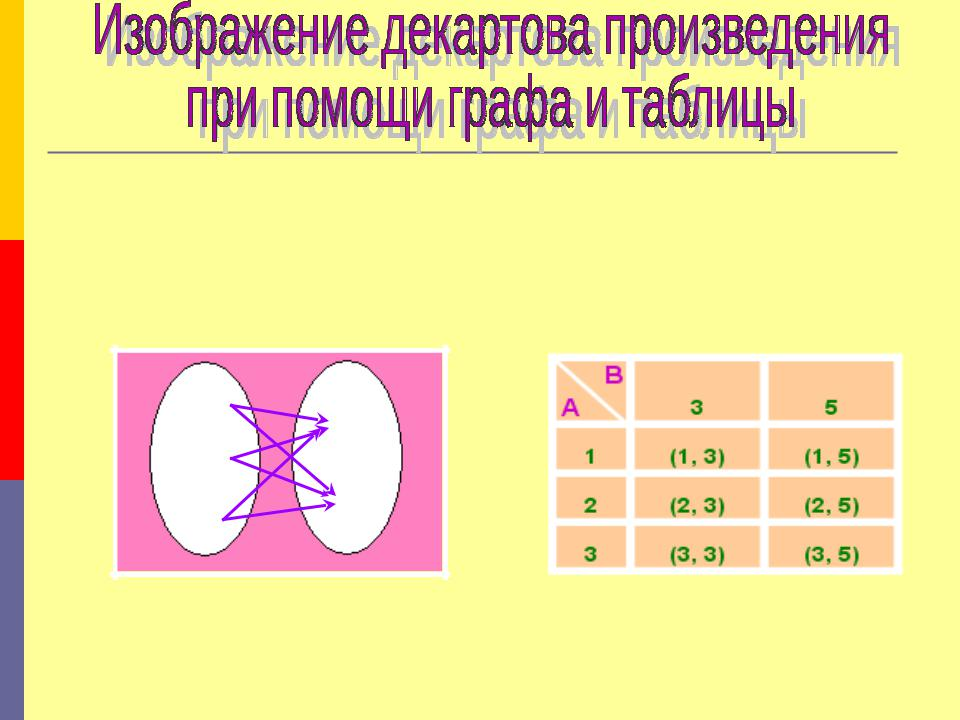 Изображение декартова произведения
при помощи графа и таблицы
B
A 3 5
1 (1, 3) (1, 5)
2 (2, 3) (2, 5)
3 (3, 3) (3, 5)